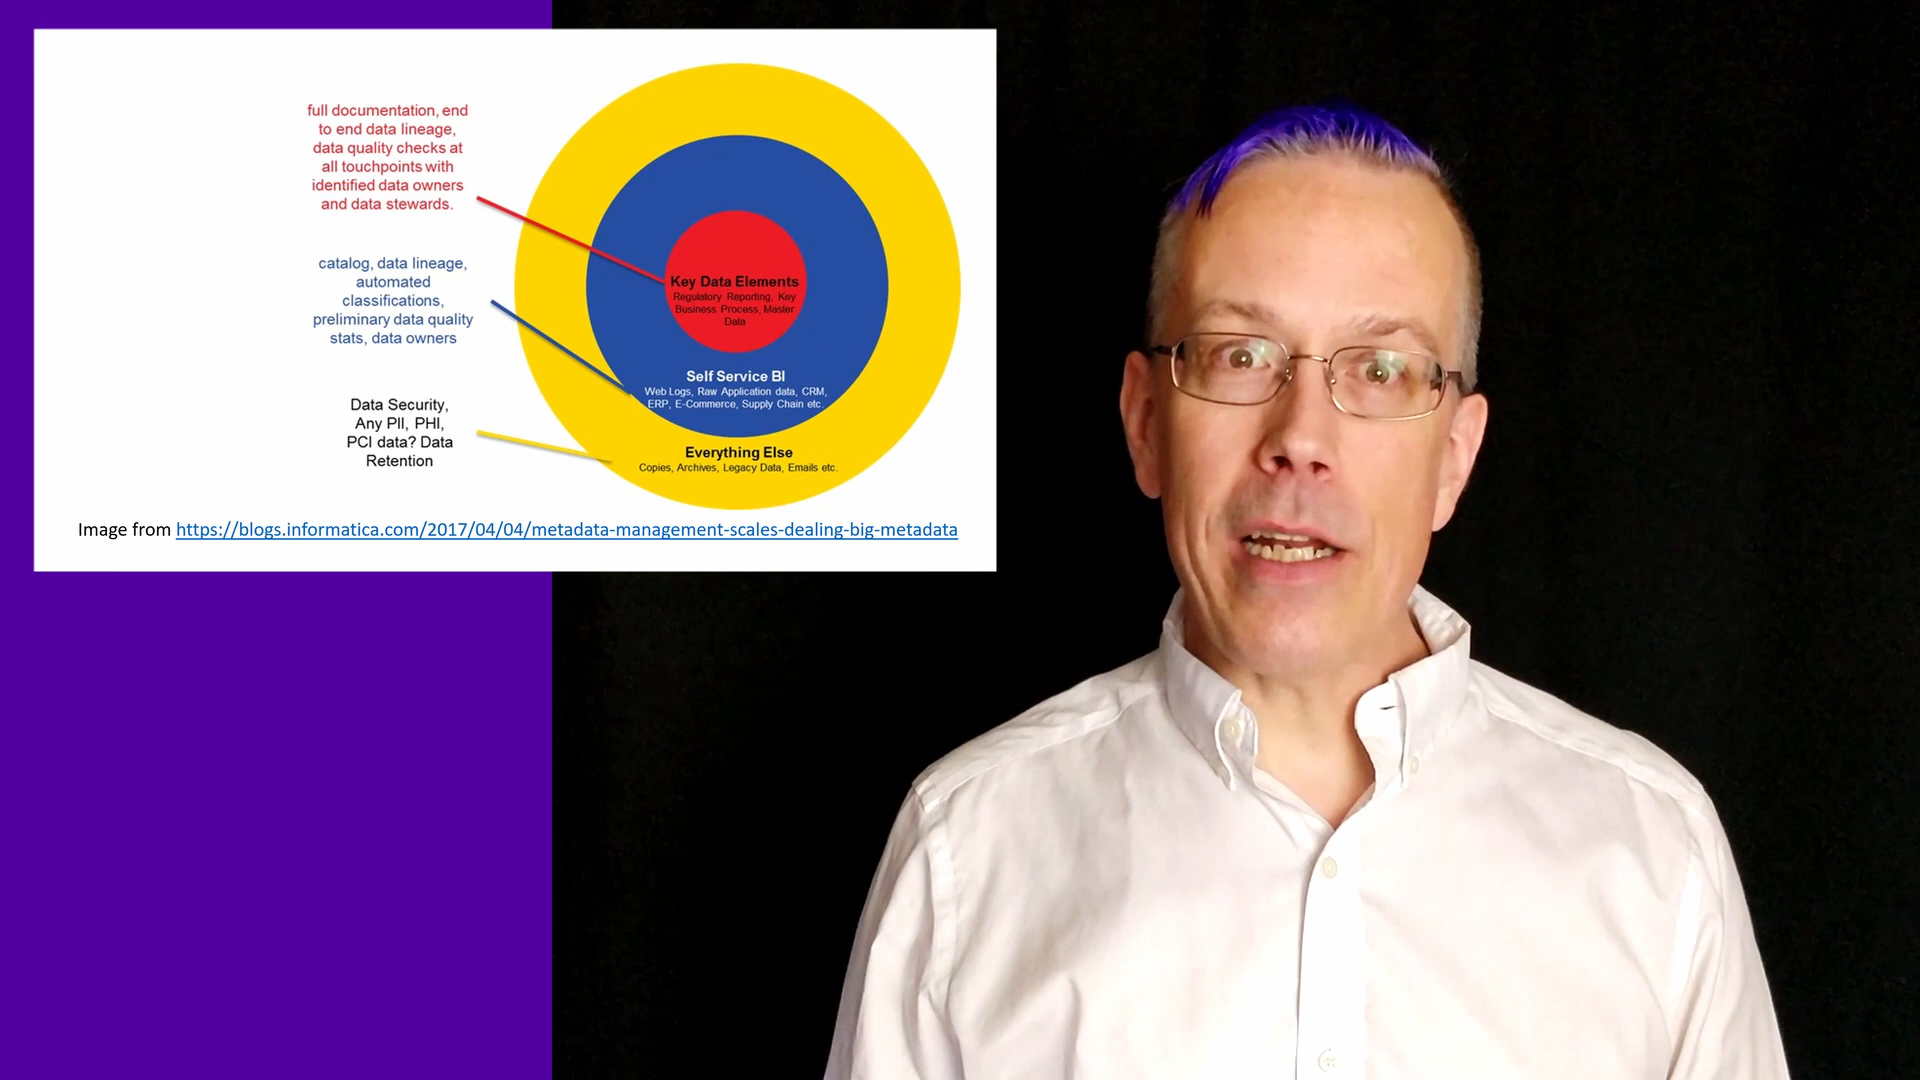 full documentation, end
to end data lineage,
data quality checks at
all touchpoints with
identified data owners
and data stewards.
catalog, data lineage,
automated
classifications,
preliminary data quality
stats, data owners
Data Security,
Any PII, PHI,
PCI data? Data
Retention
Key Data Elements
Regulatory Reporting, Key
Business Process, Master
Data
Self Service BI
Web Logs, Raw Application data, CRM,
ERP, E-Commerce, Supply Chain etc.
Everything Else
Copies, Archives, Legacy Data, Emails etc.
Image from https://blogs.informatica.com/2017/04/04/metadata-management-scales-dealing-big-metadata